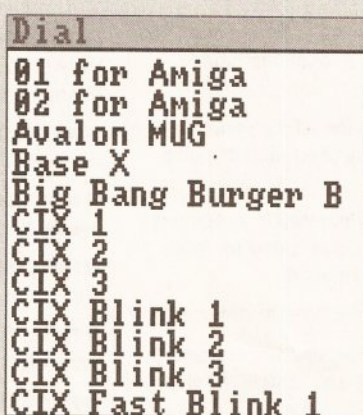 Dial
01 for Amiga
02 for Amiga
Avalon MUG
Base X
Big Bang Burger B
CIX 1
CIX 2
CIX 3
CIX Blink 1
CIX Blink 2
CIX Blink 3
CIX Fast Blink 1